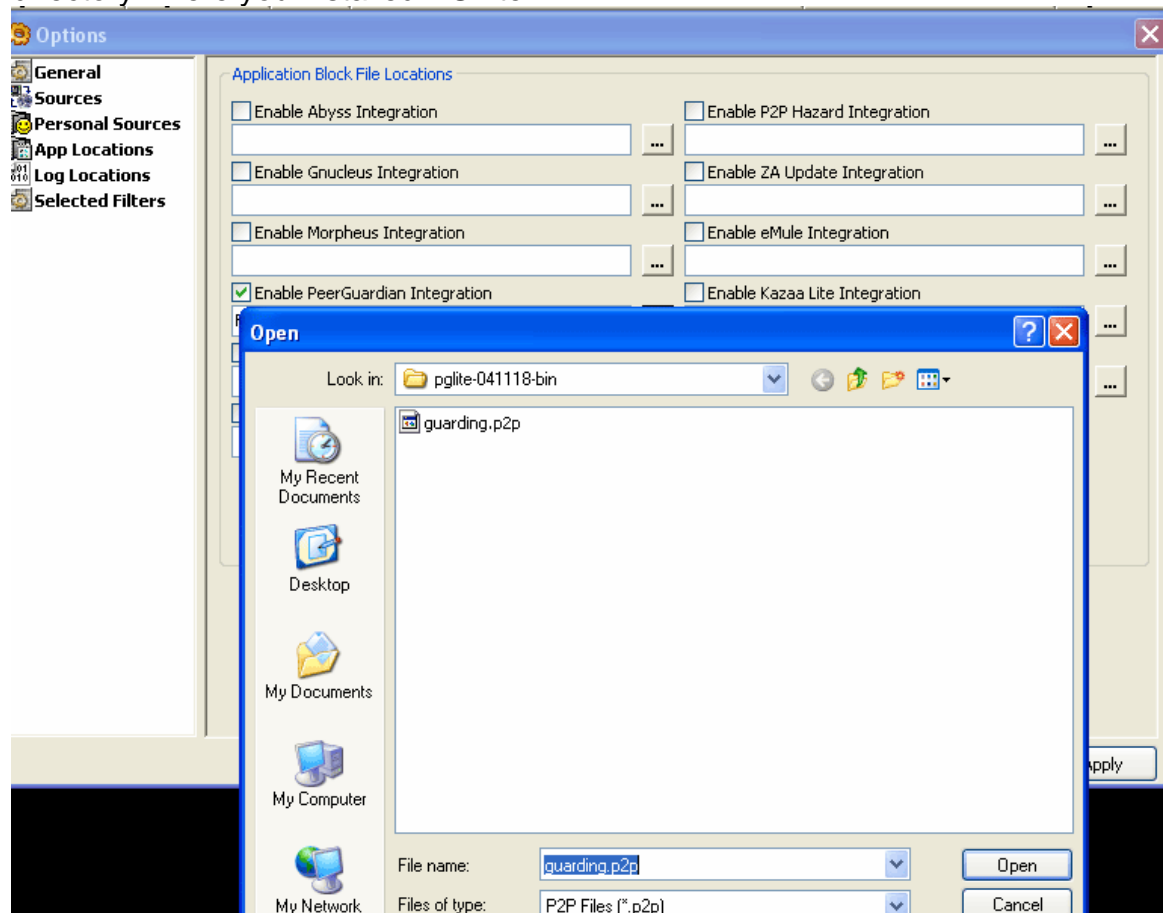 Options
General
Sources
Personal Sources
App Locations
Log Locations
Selected Filters
Application Block File Locations
Enable Abyss Integration
Enable P2P Hazard Integration
...
...
Enable Gnucleus Integration
Enable ZA Update Integration
...
...
Enable Morpheus Integration
Enable eMule Integration
...
...
Enable PeerGuardian Integration
Enable Kazaa Lite Integration
...
...
Open
Look in:
pglite-041118-bin
guarding.p2p
My Recent
Documents
Desktop
My Documents
My Computer
My Network
File name:
guarding.p2p
Open
Files of type:
P2P Files (*.p2p)
Cancel
Apply